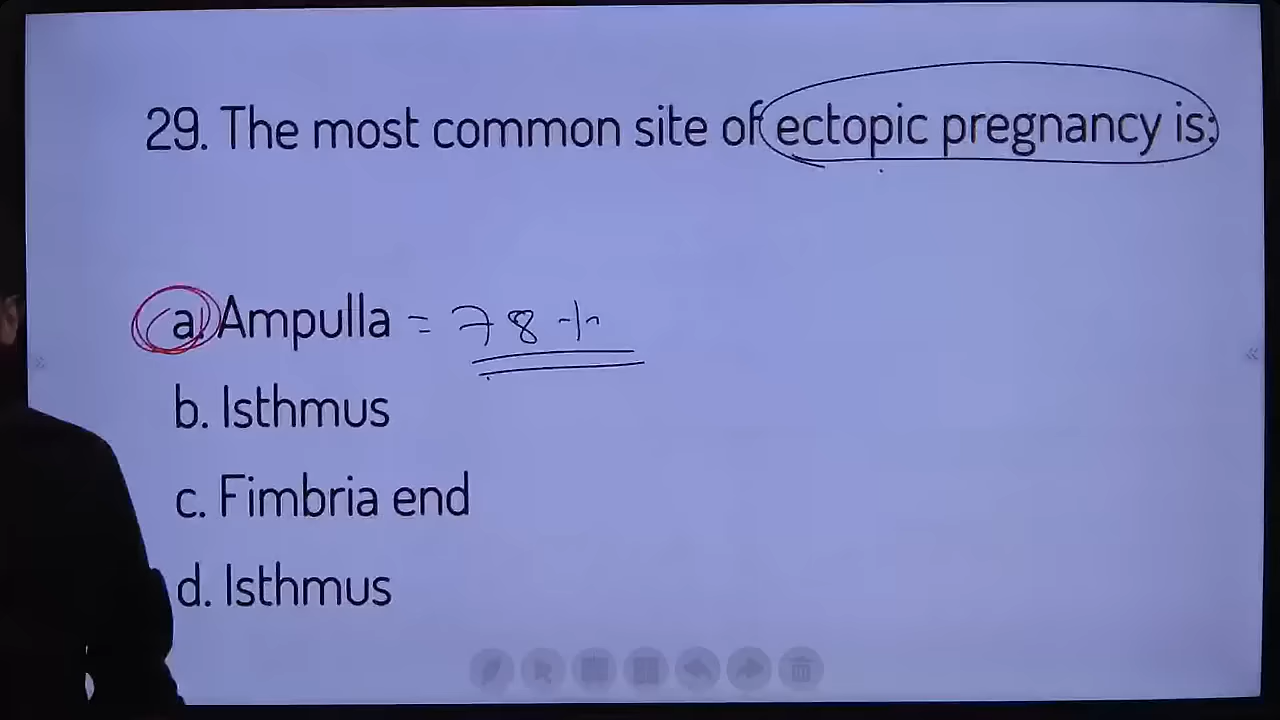 29. The most common site of ectopic pregnancy is:
a. Ampulla = 78 %
b. Isthmus
c. Fimbria end
d. Isthmus